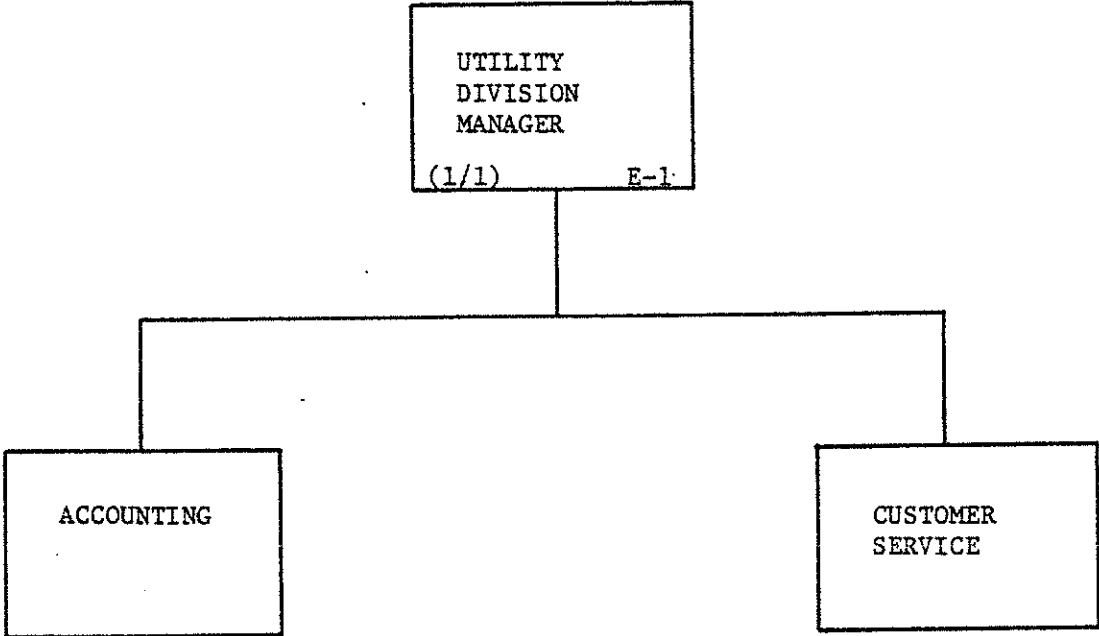 UTILITY
DIVISION
MANAGER
(1/1) E-1
ACCOUNTING
CUSTOMER
SERVICE